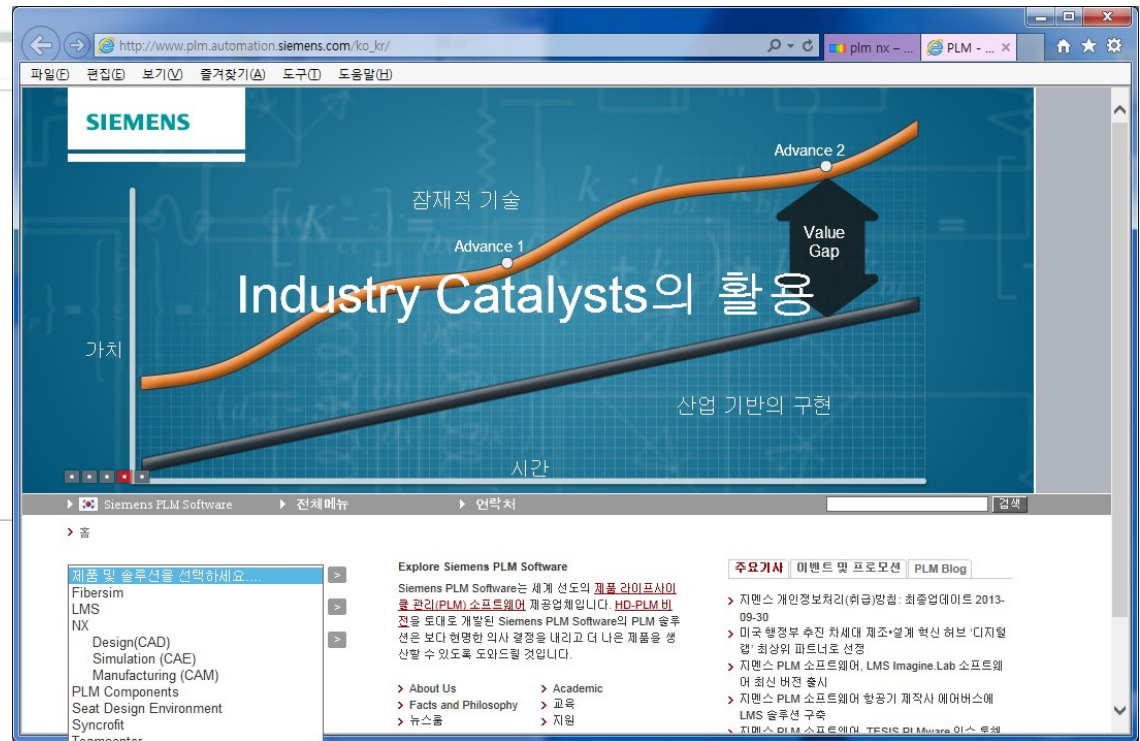 http://www.plm.automation.siemens.com/ko_kr/
plm nx – ...
PLM - ...
파일(F) 편집(E) 보기(V) 즐겨찾기(A) 도구(T) 도움말(H)
SIEMENS
Advance 2
잠재적 기술
Value
Gap
Advance 1
Industry Catalysts의 활용
가치
산업 기반의 구현
시간
Siemens PLM Software 전체메뉴 연락처 검색
홈
제품 및 솔루션을 선택하세요....
Fibersim
LMS
NX
Design(CAD)
Simulation (CAE)
Manufacturing (CAM)
PLM Components
Seat Design Environment
Syncrofit
Teamcenter
Explore Siemens PLM Software
Siemens PLM Software는 세계 선도의 제품 라이프사이
클 관리(PLM) 소프트웨어 제공업체입니다. HD-PLM 비
전을 토대로 개발된 Siemens PLM Software의 PLM 솔루
션은 보다 현명한 의사 결정을 내리고 더 나은 제품을 생
산할 수 있도록 도와드릴 것입니다.
About Us
Facts and Philosophy
뉴스룸
Academic
교육
지원
주요기사 이벤트 및 프로모션 PLM Blog
지멘스 개인정보처리(취급)방침: 최종업데이트 2013-
09-30
미국 행정부 추진 차세대 제조•설계 혁신 허브 ‘디지털
랩’ 최상위 파트너로 선정
지멘스 PLM 소프트웨어, LMS Imagine.Lab 소프트웨
어 최신 버전 출시
지멘스 PLM 소프트웨어 항공기 제작사 에어버스에
LMS 솔루션 구축
지멘스 PLM 소프트웨어, TESIS PLMware 인수 통해